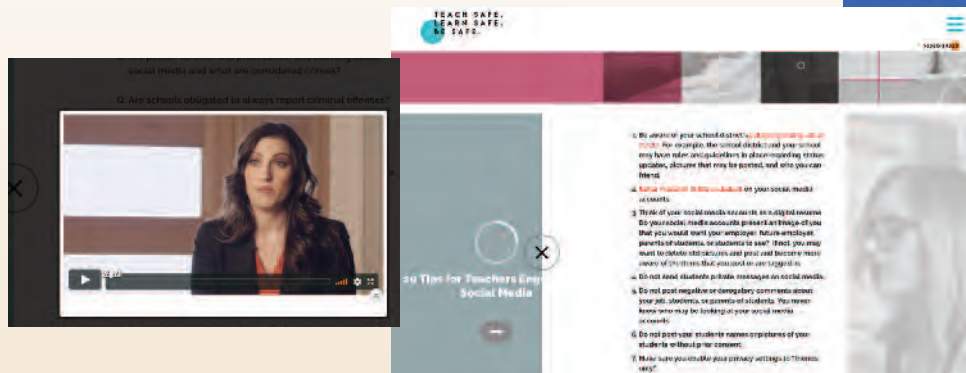 TEACH SAFE.
LEARN SAFE.
BE SAFE.
social media and what are considered crimes?
Q: Are schools obligated to always report criminal offenses?
10 Tips for Teachers
Social Media
1. Be aware of your school district's
For example, the school district and your school
may have rules and guidelines in place regarding status
updates, pictures that may be posted, and who you can
friend.
2. on your social media
accounts.
3. Think of your social media accounts as a digital resume.
Do your social media accounts present an image of you
that you would want your employer, future employer,
parents of students, or students to see? If not, you may
want to delete old pictures and post and become more
aware of the items that you post or are tagged in.
4. Do not send students private messages on social media.
5. Do not post negative or derogatory comments about
your job, students, or parents of students. You never
know who may be looking at your social media
accounts.
6. Do not post your students names or pictures of your
students without prior consent.
7. Make sure you enable your privacy settings to "friends
only."